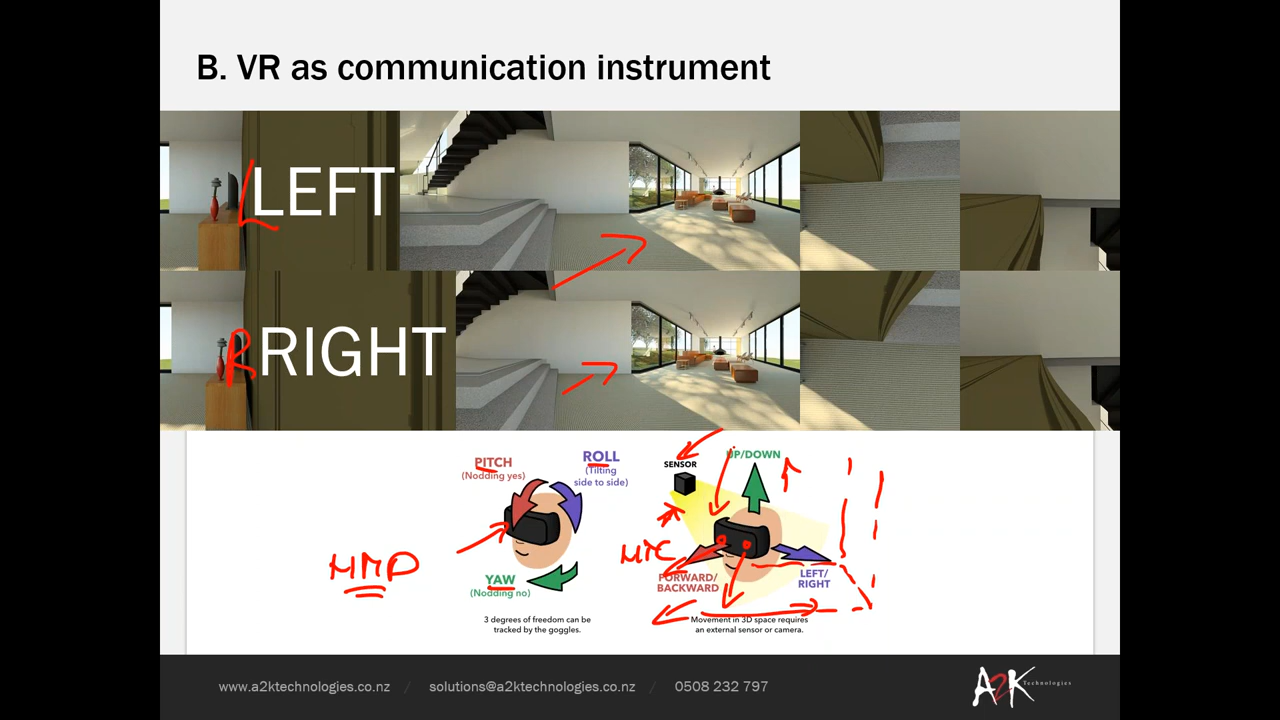 B. VR as communication instrument
L LEFT
R RIGHT
PITCH
(Nodding yes)
ROLL
(Tilting
side to side)
SENSOR
UP/DOWN
HMD
YAW
(Nodding no)
FORWARD/
BACKWARD
LEFT/
RIGHT
3 degrees of freedom can be
tracked by the goggles.
Movement in 3D space requires
an external sensor or camera.
www.a2ktechnologies.co.nz / solutions@a2ktechnologies.co.nz / 0508 232 797
A2K Technologies